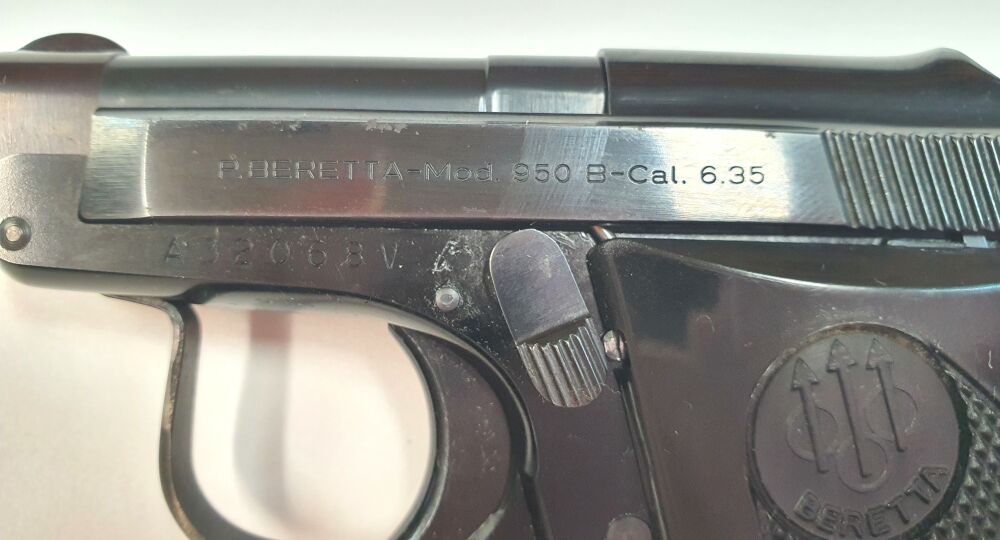 P.BERETTA-Mod. 950 B-Cal. 6.35
A32068V
BERETTA